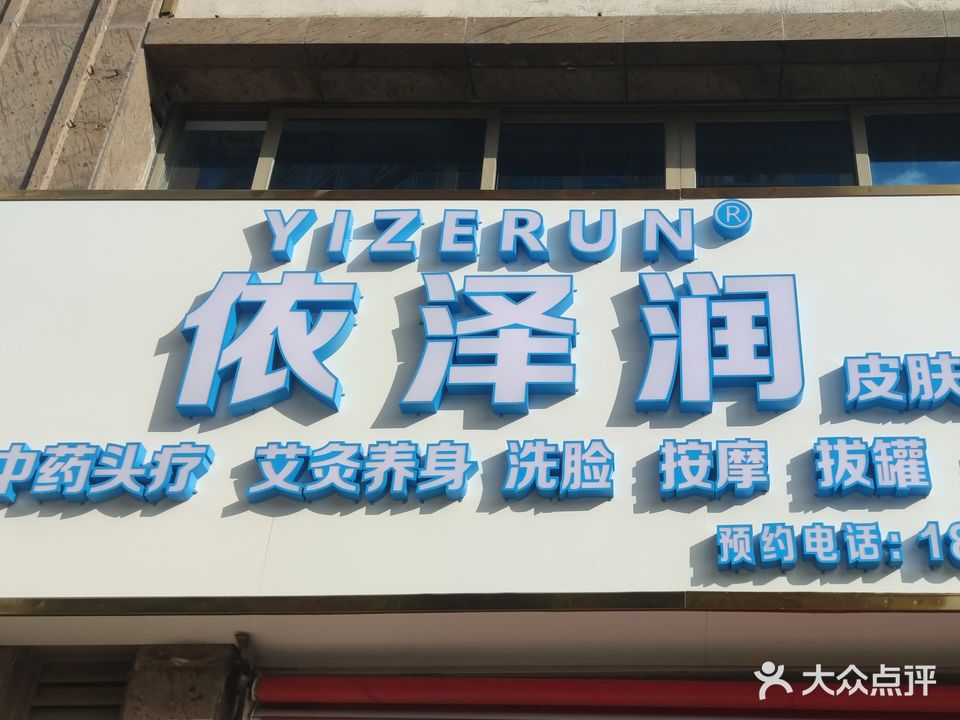 YIZERUN®
依泽润
皮肤
中药头疗 艾灸养身 洗脸 按摩 拔罐
预约电话：18
大众点评